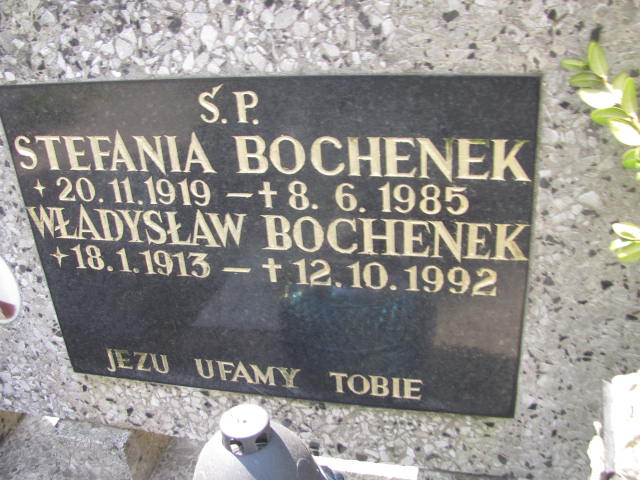 Ś.P.
STEFANIA BOCHENEK
+ 20.11.1919 – † 8.6.1985
WŁADYSŁAW BOCHENEK
+ 18.1.1913 – † 12.10.1992
JEZU UFAMY TOBIE